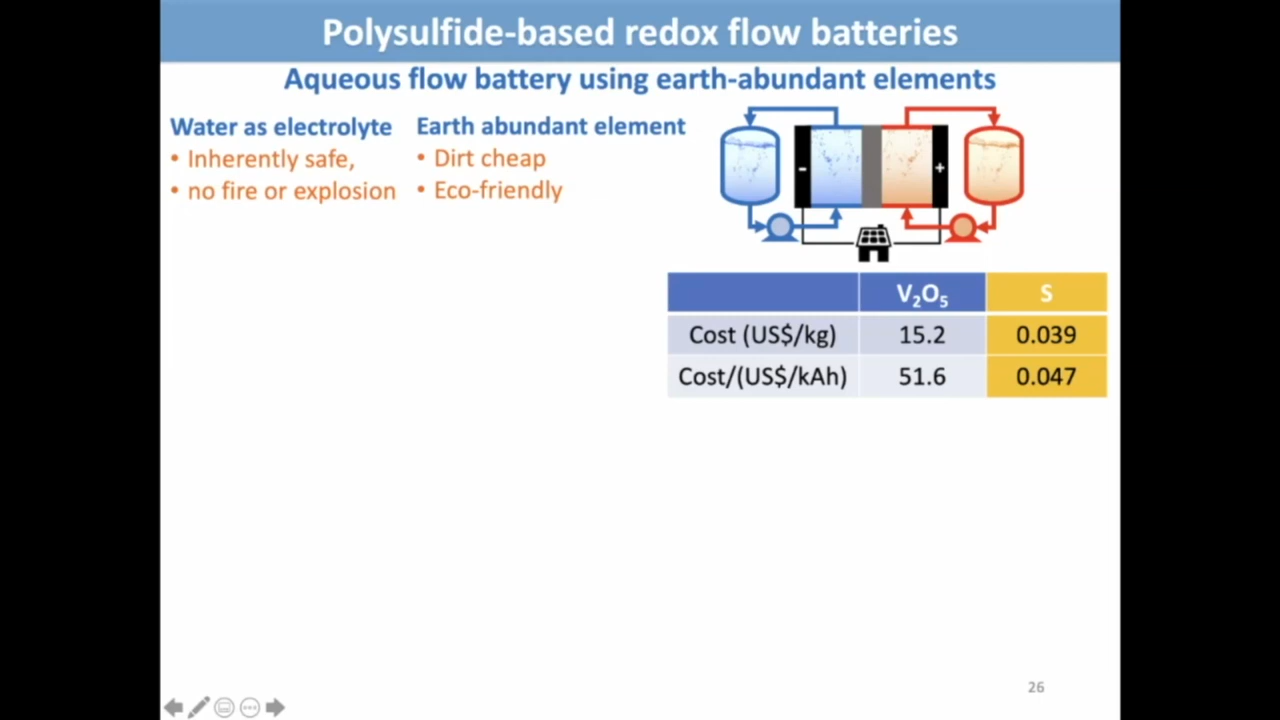 Polysulfide-based redox flow batteries
Aqueous flow battery using earth-abundant elements
Water as electrolyte
• Inherently safe,
• no fire or explosion
Earth abundant element
• Dirt cheap
• Eco-friendly
- +
V₂O₅ S
Cost (US$/kg) 15.2 0.039
Cost/(US$/kAh) 51.6 0.047
26